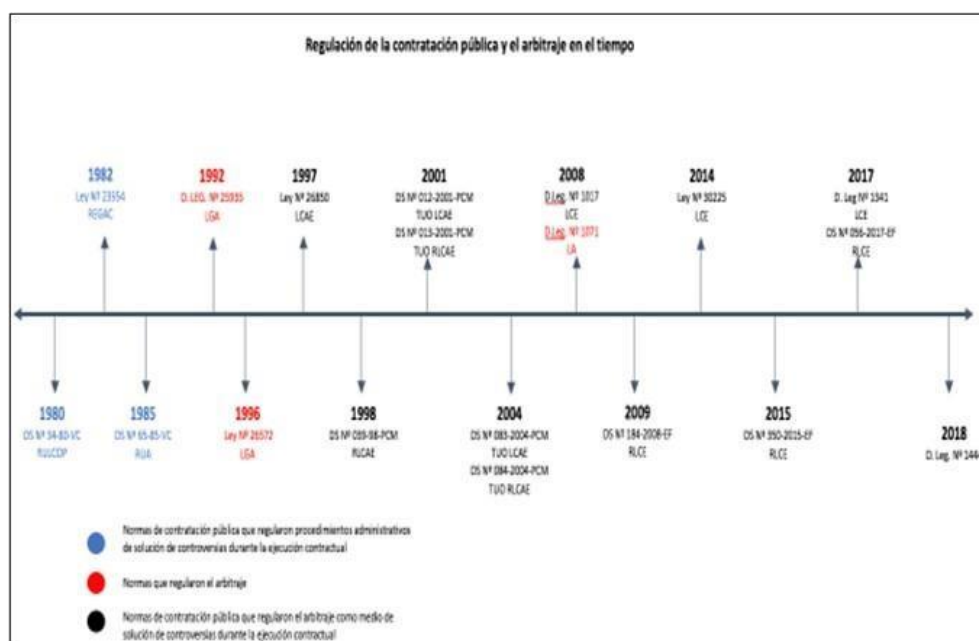 Regulación de la contratación pública y el arbitraje en el tiempo
1982
Ley Nº 23554
REGAC
1992
D. LEG. Nº 25935
LGA
1997
Ley Nº 26850
LCAE
2001
DS Nº 012-2001-PCM
TUO LCAE
DS Nº 013-2001-PCM
TUO RLCAE
2008
D.Leg. Nº 1017
LCE
D.Leg. Nº 1071
LA
2014
Ley Nº 30225
LCE
2017
D. Leg Nº 1341
LCE
DS Nº 056-2017-EF
RLCE
1980
DS Nº 34-80-VC
RULCOP
1985
DS Nº 65-85-VC
RUA
1996
Ley Nº 26572
LGA
1998
DS Nº 039-98-PCM
RLCAE
2004
DS Nº 083-2004-PCM
TUO LCAE
DS Nº 084-2004-PCM
TUO RLCAE
2009
DS Nº 184-2008-EF
RLCE
2015
DS Nº 350-2015-EF
RLCE
2018
D. Leg. Nº 144
Normas de contratación pública que regularon procedimientos administrativos
de solución de controversias durante la ejecución contractual
Normas que regularon el arbitraje
Normas de contratación pública que regularon el arbitraje como medio de
solución de controversias durante la ejecución contractual